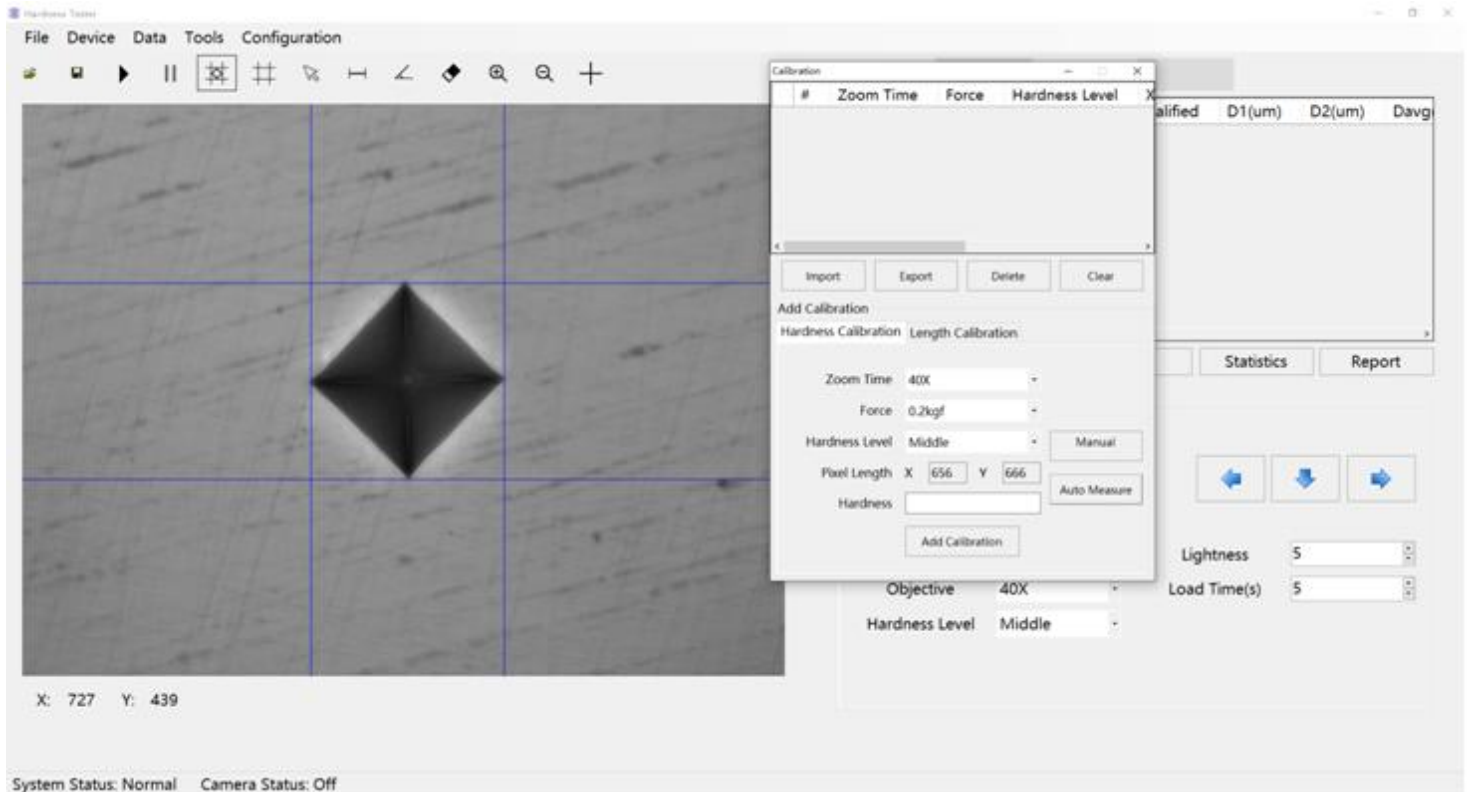 Hardness Tester
File Device Data Tools Configuration
Calibration
# Zoom Time Force Hardness Level X
alified D1(um) D2(um) Davg
Import Export Delete Clear
Add Calibration
Hardness Calibration Length Calibration
Statistics Report
Zoom Time 40X
Force 0.2kgf
Hardness Level Middle Manual
Pixel Length X 656 Y 666
Auto Measure
Hardness
Add Calibration
Lightness 5
Objective 40X Load Time(s) 5
Hardness Level Middle
X: 727 Y: 439
System Status: Normal Camera Status: Off